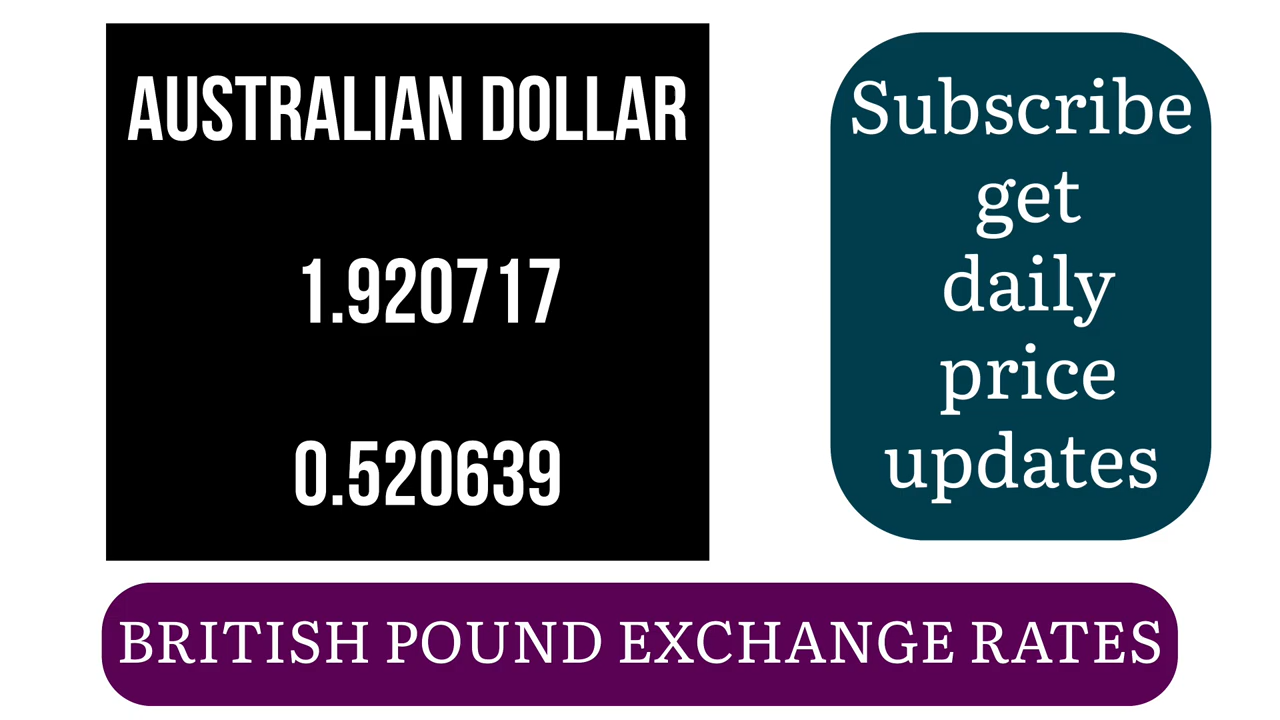 AUSTRALIAN DOLLAR
1.920717
0.520639
Subscribe
get
daily
price
updates
BRITISH POUND EXCHANGE RATES